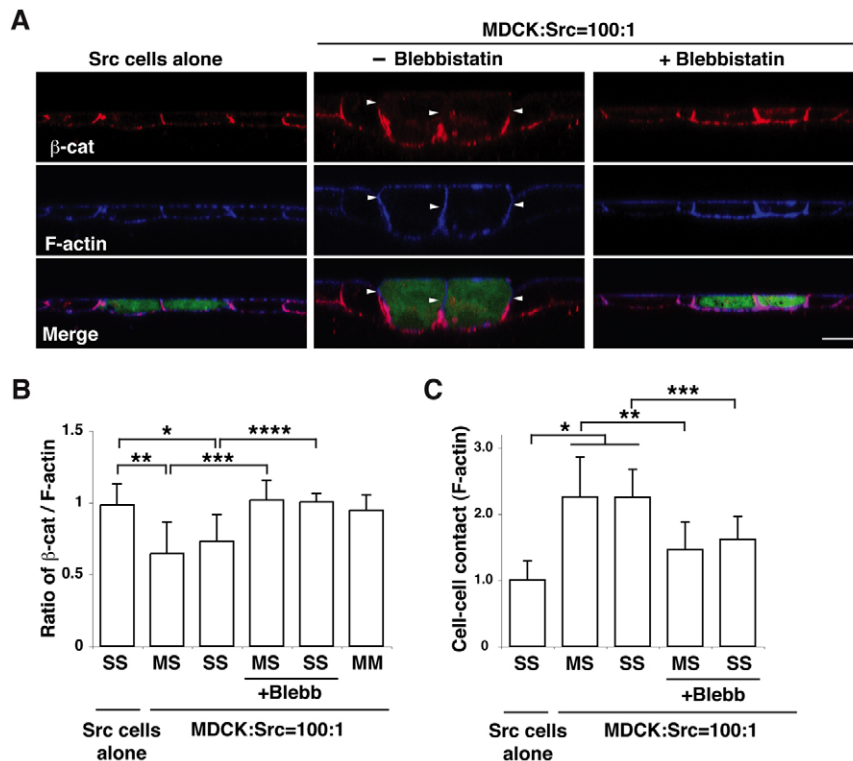 A
MDCK:Src=100:1
Src cells alone
– Blebbistatin
+ Blebbistatin
β-cat
F-actin
Merge
B
Ratio of β-cat / F-actin
1.5
1
0.5
0
*
****
**
***
SS MS SS MS SS MM
+Blebb
Src cells
alone
MDCK:Src=100:1
C
Cell-cell contact (F-actin)
3.0
2.0
1.0
0
***
*
**
SS MS SS MS SS
+Blebb
Src cells
alone
MDCK:Src=100:1